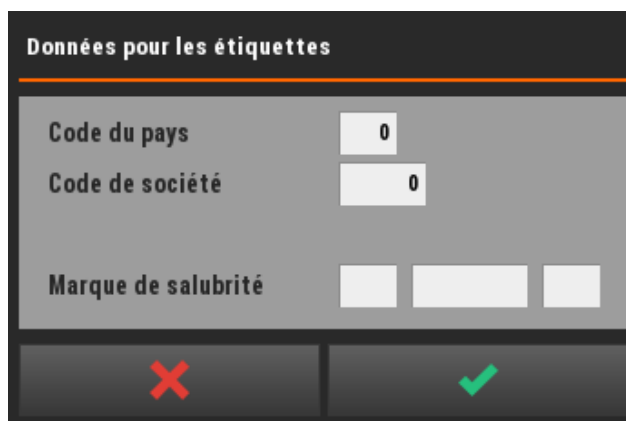 Données pour les étiquettes
Code du pays 0
Code de société 0
Marque de salubrité